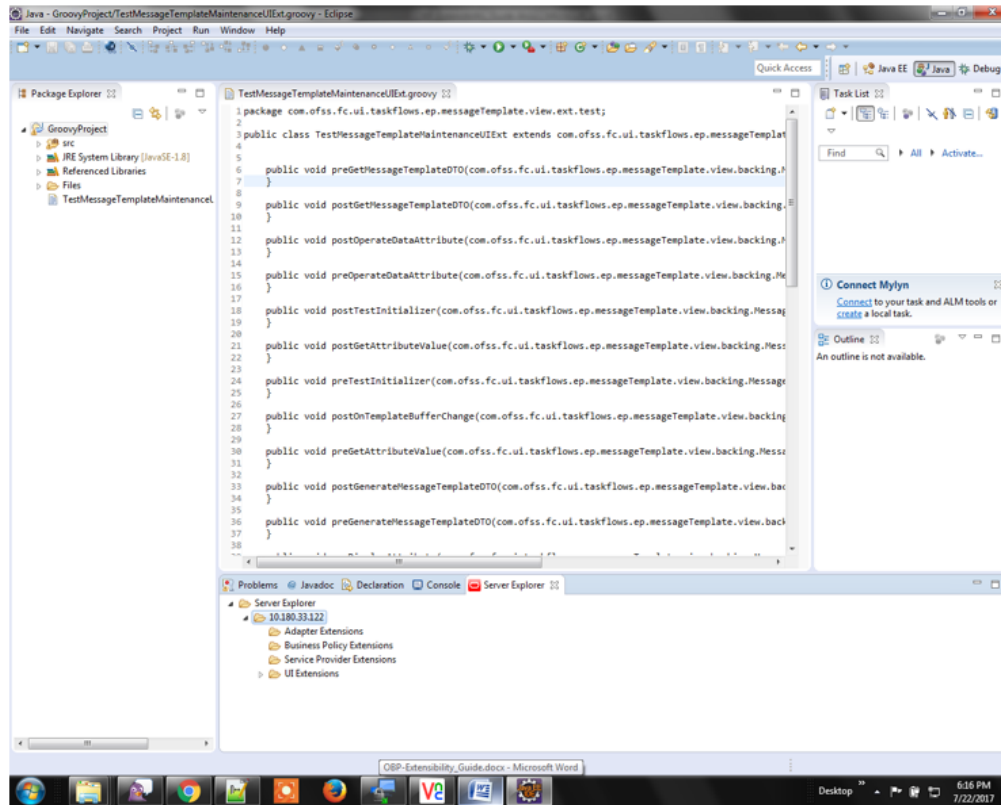 Java - GroovyProject/TestMessageTemplateMaintenanceUIExt.groovy - Eclipse
File Edit Navigate Search Project Run Window Help
Quick Access
Java EE Java Debug
Package Explorer
GroovyProject
src
JRE System Library [JavaSE-1.8]
Referenced Libraries
Files
TestMessageTemplateMaintenanceL
TestMessageTemplateMaintenanceUIExt.groovy
1 package com.ofss.fc.ui.taskflows.ep.messageTemplate.view.ext.test;
2
3 public class TestMessageTemplateMaintenanceUIExt extends com.ofss.fc.ui.taskflows.ep.messageTemplat
4
5
6 public void preGetMessageTemplateDTO(com.ofss.fc.ui.taskflows.ep.messageTemplate.view.backing.M
7 }
8
9 public void postGetMessageTemplateDTO(com.ofss.fc.ui.taskflows.ep.messageTemplate.view.backing.
10 }
11
12 public void postOperateDataAttribute(com.ofss.fc.ui.taskflows.ep.messageTemplate.view.backing.M
13 }
14
15 public void preOperateDataAttribute(com.ofss.fc.ui.taskflows.ep.messageTemplate.view.backing.Me
16 }
17
18 public void postTestInitializer(com.ofss.fc.ui.taskflows.ep.messageTemplate.view.backing.Messag
19 }
20
21 public void postGetAttributeValue(com.ofss.fc.ui.taskflows.ep.messageTemplate.view.backing.Mess
22 }
23
24 public void preTestInitializer(com.ofss.fc.ui.taskflows.ep.messageTemplate.view.backing.Message
25 }
26
27 public void postOnTemplateBufferChange(com.ofss.fc.ui.taskflows.ep.messageTemplate.view.backing
28 }
29
30 public void preGetAttributeValue(com.ofss.fc.ui.taskflows.ep.messageTemplate.view.backing.Messa
31 }
32
33 public void postGenerateMessageTemplateDTO(com.ofss.fc.ui.taskflows.ep.messageTemplate.view.bac
34 }
35
36 public void preGenerateMessageTemplateDTO(com.ofss.fc.ui.taskflows.ep.messageTemplate.view.back
37 }
38
Task List
Find All Activate...
Connect Mylyn
Connect to your task and ALM tools or
create a local task.
Outline
An outline is not available.
Problems Javadoc Declaration Console Server Explorer
Server Explorer
10.180.33.122
Adapter Extensions
Business Policy Extensions
Service Provider Extensions
UI Extensions
OBP-Extensibility_Guide.docx - Microsoft Word
Desktop
6:16 PM
7/22/2017